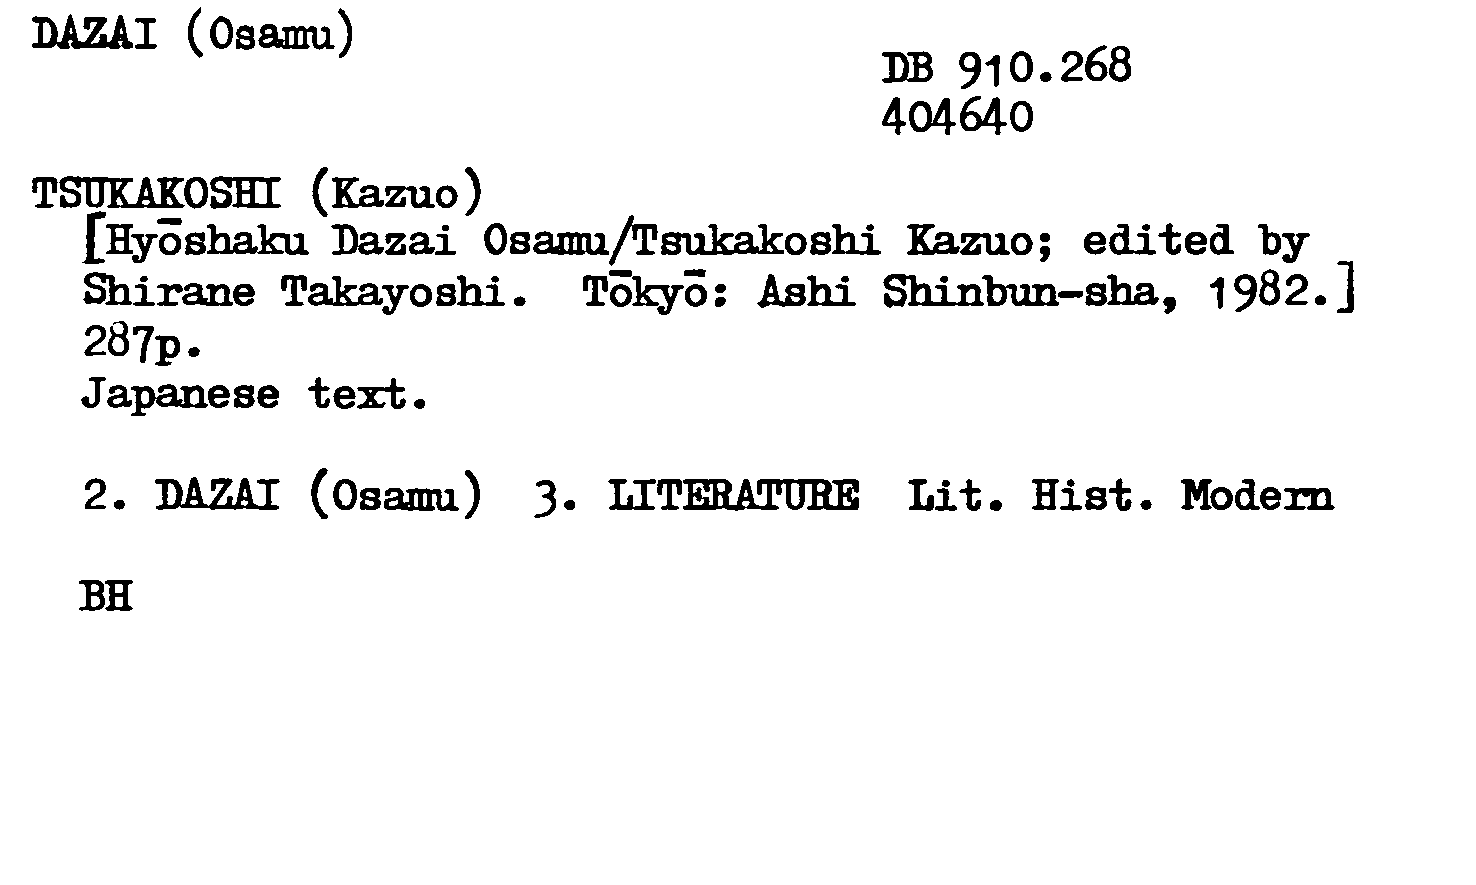 DAZAI (Osamu)
DB 910.268
404640
TSUKAKOSHI (Kazuo)
[Hyōshaku Dazai Osamu/Tsukakoshi Kazuo; edited by
Shirane Takayoshi. Tōkyō: Ashi Shinbun-sha, 1982.]
287p.
Japanese text.
2. DAZAI (Osamu) 3. LITERATURE Lit. Hist. Modern
BH